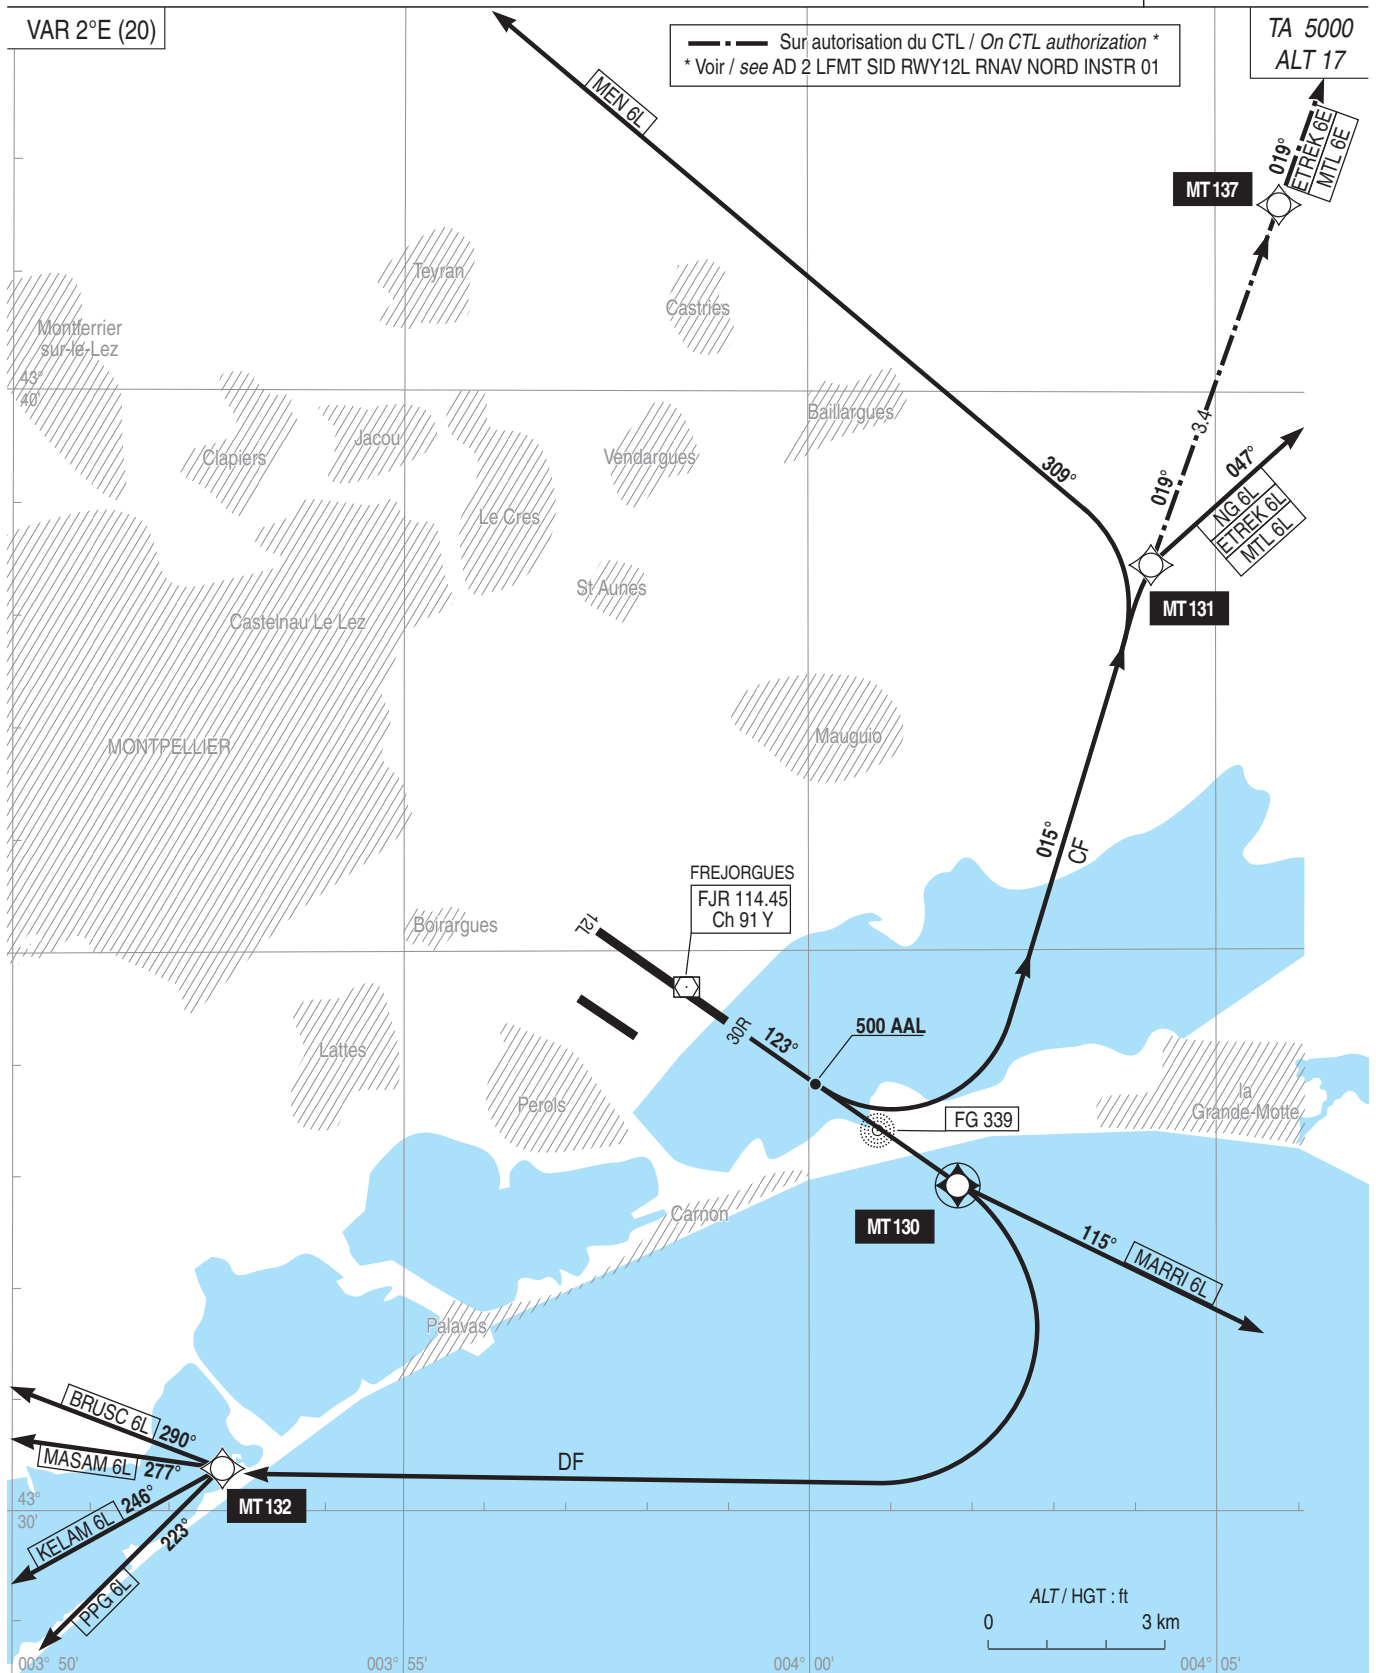 VAR 2°E (20)
Sur autorisation du CTL / On CTL authorization *
* Voir / see AD 2 LFMT SID RWY12L RNAV NORD INSTR 01
TA 5000
ALT 17
MEN 6L
019°
ETREK 6E
MTL 6E
MT 137
Teyran
Castries
Montferrier
sur-le-Lez
43°
40'
Baillargues
3.4
Jacou
Clapiers
Vendargues
309°
047°
019°
NG 6L
ETREK 6L
MTL 6L
Le Cres
St Aunes
MT 131
Castelnau Le Lez
MONTPELLIER
Mauguio
015°
CF
FREJORGUES
FJR 114.45
Ch 91 Y
Boirargues
12L
30R
123°
500 AAL
Lattes
Perols
la
Grande-Motte
FG 339
Carnon
MT 130
115°
MARRI 6L
Palavas
BRUSC 6L
290°
MASAM 6L
277°
DF
KELAM 6L
246°
MT 132
43°
30'
223°
PPG 6L
ALT / HGT : ft
0 3 km
003° 50'
003° 55'
004° 00'
004° 05'